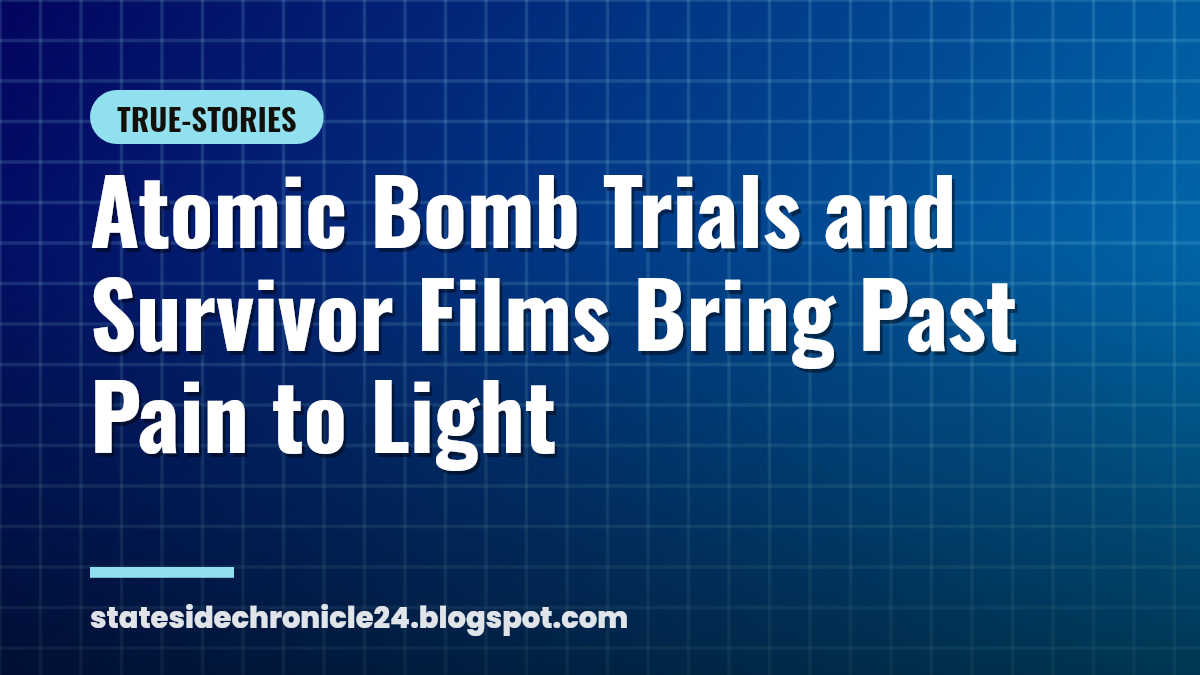 TRUE-STORIES
Atomic Bomb Trials and
Survivor Films Bring Past
Pain to Light
statesidechronicle24.blogspot.com